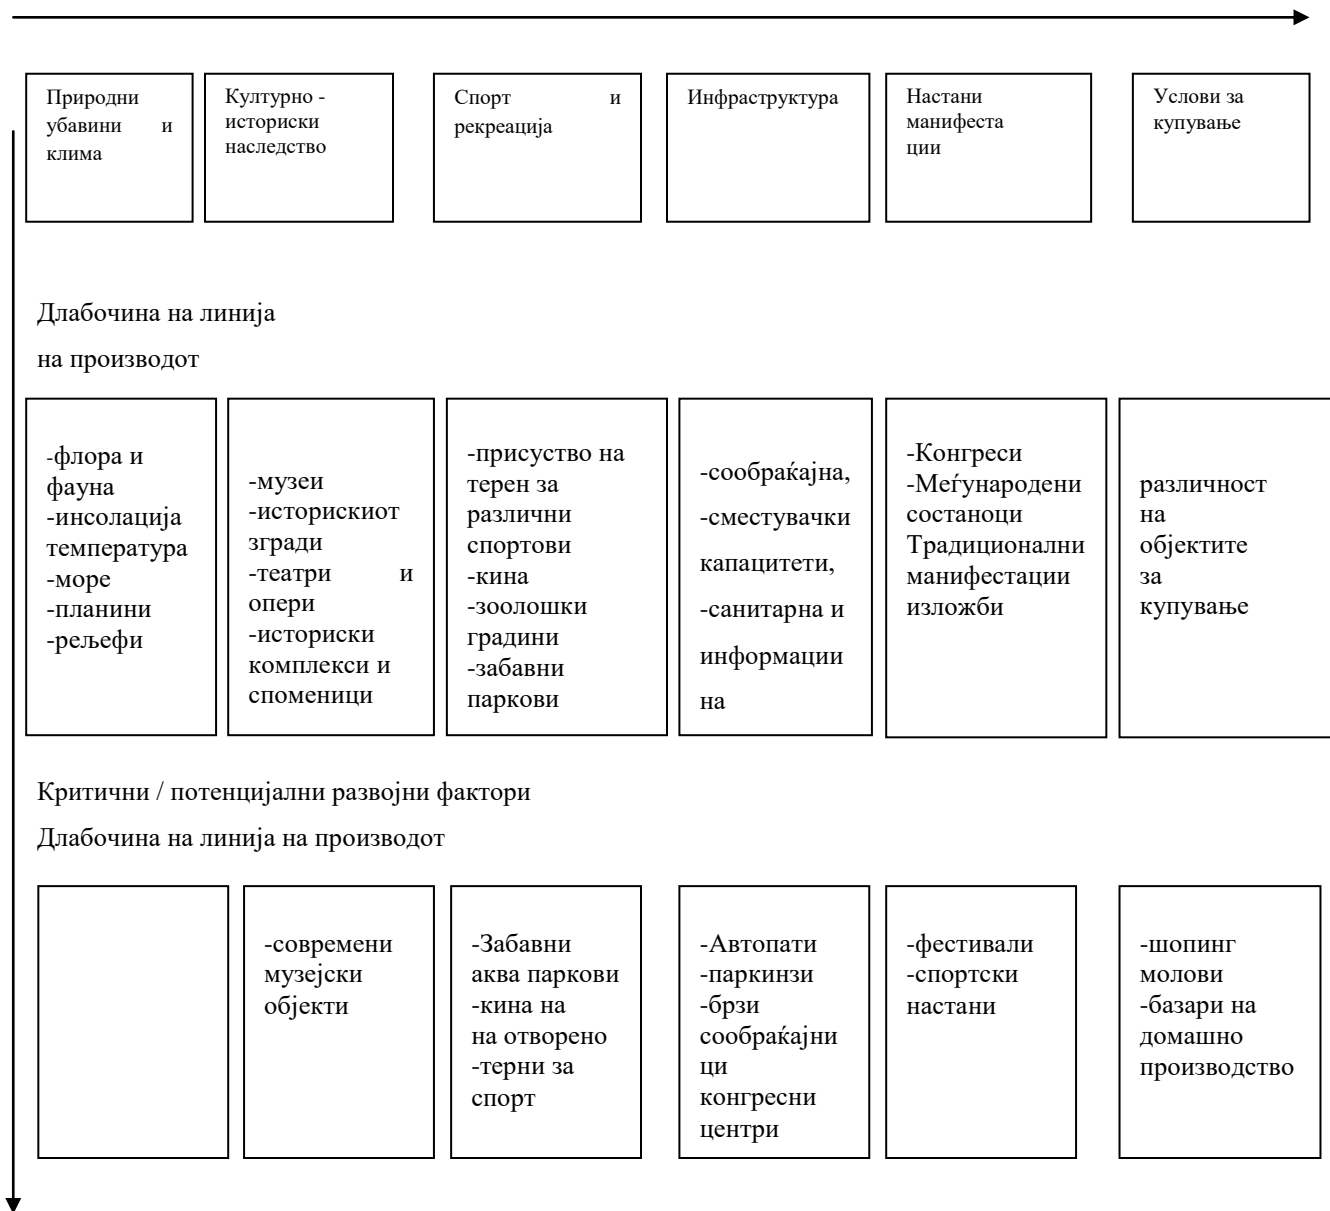 Природни
убавини и
клима
Културно -
историски
наследство
Спорт и
рекреација
Инфраструктура
Настани
манифеста
ции
Услови за
купување
Длабочина на линија
на производот
-флора и
фауна
-инсолација
температура
-море
-планини
-рељефи
-музеи
-историскиот
згради
-театри и
опери
-историски
комплекси и
споменици
-присуство на
терен за
различни
спортови
-кина
-зоолошки
градини
-забавни
паркови
-сообраќајна,
-сместувачки
капацитети,
-санитарна и
информации
на
-Конгреси
-Меѓународени
состаноци
Традиционални
манифестации
изложби
различност
на
објектите
за
купување
Критични / потенцијални развојни фактори
Длабочина на линија на производот
-современи
музејски
објекти
-Забавни
аква паркови
-кина на
на отворено
-терни за
спорт
-Автопати
-паркинзи
-брзи
сообраќајни
ци
конгресни
центри
-фестивали
-спортски
настани
-шопинг
молови
-базари на
домашно
производство